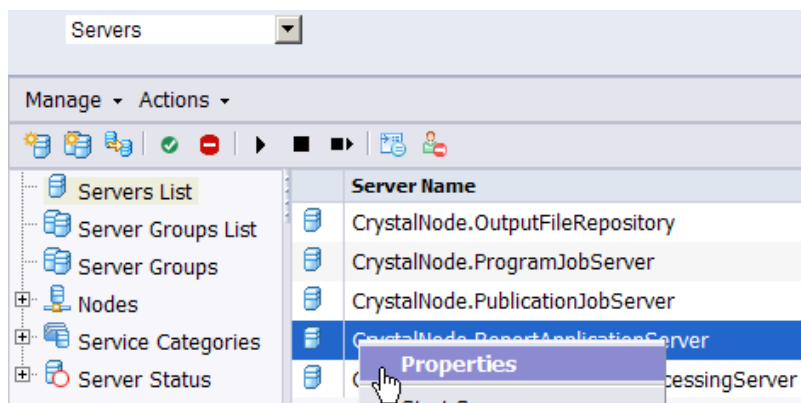 Servers
Manage Actions
Servers List
Server Groups List
Server Groups
Nodes
Service Categories
Server Status
Server Name
CrystalNode.OutputFileRepository
CrystalNode.ProgramJobServer
CrystalNode.PublicationJobServer
CrystalNode.ReportApplicationServer
Properties
cessingServer